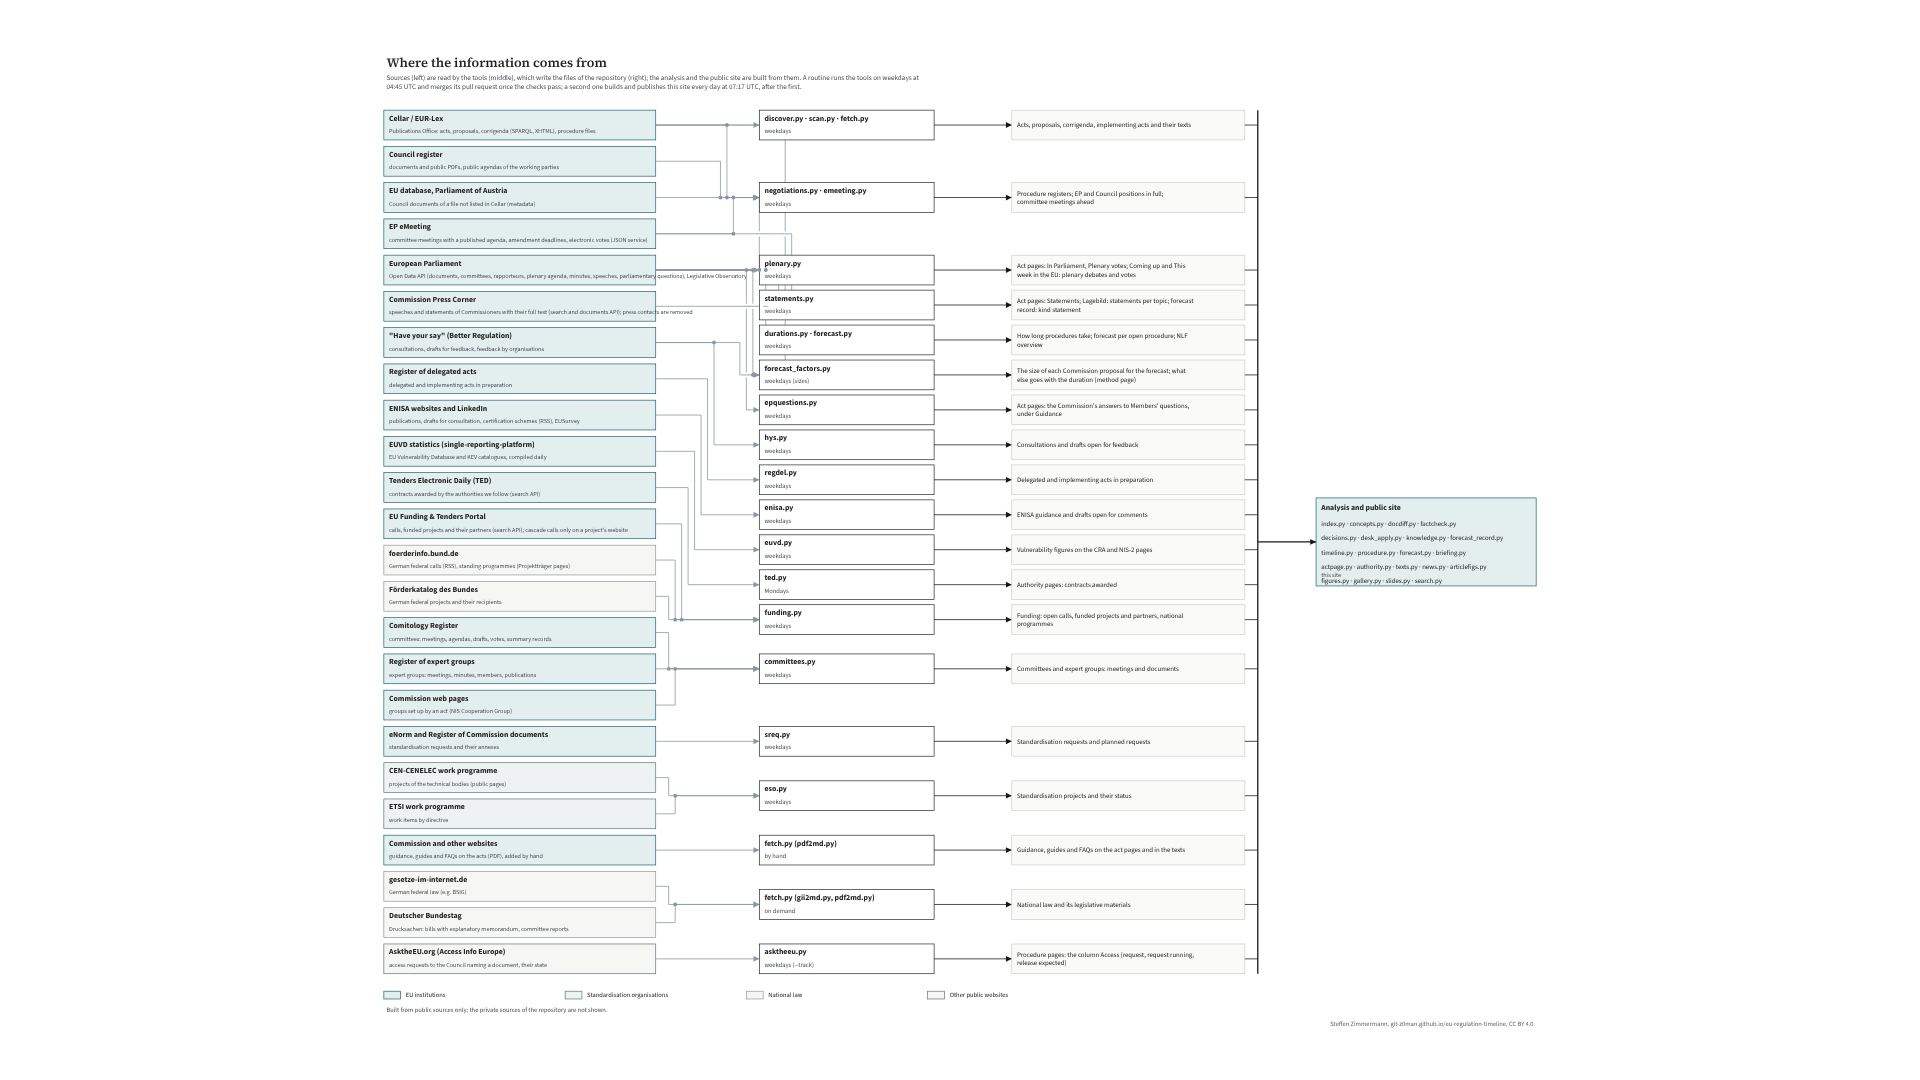 Where the information comes from
Sources (left) are read by the tools (middle), which write the files of the repository (right); the analysis and the public site are built from them. A routine runs the tools on weekdays at
04:45 UTC and merges its pull request once the checks pass; a second one builds and publishes this site every day at 07:17 UTC, after the first.
Cellar / EUR-Lex
Publications Office: acts, proposals, corrigenda (SPARQL, XHTML), procedure files
Council register
documents and public PDFs, public agendas of the working parties
EU database, Parliament of Austria
Council documents of a file not listed in Cellar (metadata)
EP eMeeting
committee meetings with a published agenda, amendment deadlines, electronic votes (JSON service)
European Parliament
Open Data API (documents, committees, rapporteurs, plenary agenda, minutes, speeches, parliamentary questions), Legislative Observatory
Commission Press Corner
speeches and statements of Commissioners with their full text (search and documents API); press contacts are removed
"Have your say" (Better Regulation)
consultations, drafts for feedback, feedback by organisations
Register of delegated acts
delegated and implementing acts in preparation
ENISA websites and LinkedIn
publications, drafts for consultation, certification schemes (RSS), EUSurvey
EUVD statistics (single-reporting-platform)
EU Vulnerability Database and KEV catalogues, compiled daily
Tenders Electronic Daily (TED)
contracts awarded by the authorities we follow (search API)
EU Funding & Tenders Portal
calls, funded projects and their partners (search API); cascade calls only on a project's website
foerderinfo.bund.de
German federal calls (RSS), standing programmes (Projektträger pages)
Förderkatalog des Bundes
German federal projects and their recipients
Comitology Register
committees: meetings, agendas, drafts, votes, summary records
Register of expert groups
expert groups: meetings, minutes, members, publications
Commission web pages
groups set up by an act (NIS Cooperation Group)
eNorm and Register of Commission documents
standardisation requests and their annexes
CEN-CENELEC work programme
projects of the technical bodies (public pages)
ETSI work programme
work items by directive
Commission and other websites
guidance, guides and FAQs on the acts (PDF), added by hand
gesetze-im-internet.de
German federal law (e.g. BSIG)
Deutscher Bundestag
Drucksachen: bills with explanatory memorandum, committee reports
AsktheEU.org (Access Info Europe)
access requests to the Council naming a document, their state
discover.py · scan.py · fetch.py
weekdays
negotiations.py · emeeting.py
weekdays
plenary.py
weekdays
statements.py
weekdays
durations.py · forecast.py
weekdays
forecast_factors.py
weekdays (sizes)
epquestions.py
weekdays
hys.py
weekdays
regdel.py
weekdays
enisa.py
weekdays
euvd.py
weekdays
ted.py
Mondays
funding.py
weekdays
committees.py
weekdays
sreq.py
weekdays
eso.py
weekdays
fetch.py (pdf2md.py)
by hand
fetch.py (gii2md.py, pdf2md.py)
on demand
asktheeu.py
weekdays (--track)
Acts, proposals, corrigenda, implementing acts and their texts
Procedure registers; EP and Council positions in full;
committee meetings ahead
Act pages: In Parliament, Plenary votes; Coming up and This
week in the EU: plenary debates and votes
Act pages: Statements; Lagebild: statements per topic; forecast
record: kind statement
How long procedures take; forecast per open procedure; NLF
overview
The size of each Commission proposal for the forecast; what
else goes with the duration (method page)
Act pages: the Commission's answers to Members' questions,
under Guidance
Consultations and drafts open for feedback
Delegated and implementing acts in preparation
ENISA guidance and drafts open for comments
Vulnerability figures on the CRA and NIS-2 pages
Authority pages: contracts awarded
Funding: open calls, funded projects and partners, national
programmes
Committees and expert groups: meetings and documents
Standardisation requests and planned requests
Standardisation projects and their status
Guidance, guides and FAQs on the act pages and in the texts
National law and its legislative materials
Procedure pages: the column Access (request, request running,
release expected)
Analysis and public site
index.py · concepts.py · docdiff.py · factcheck.py
decisions.py · desk_apply.py · knowledge.py · forecast_record.py
timeline.py · procedure.py · forecast.py · briefing.py
actpage.py · authority.py · texts.py · news.py · articlefigs.py
this site
figures.py · gallery.py · slides.py · search.py
EU institutions
Standardisation organisations
National law
Other public websites
Built from public sources only; the private sources of the repository are not shown.
Steffen Zimmermann, git-z0man.github.io/eu-regulation-timeline, CC BY 4.0